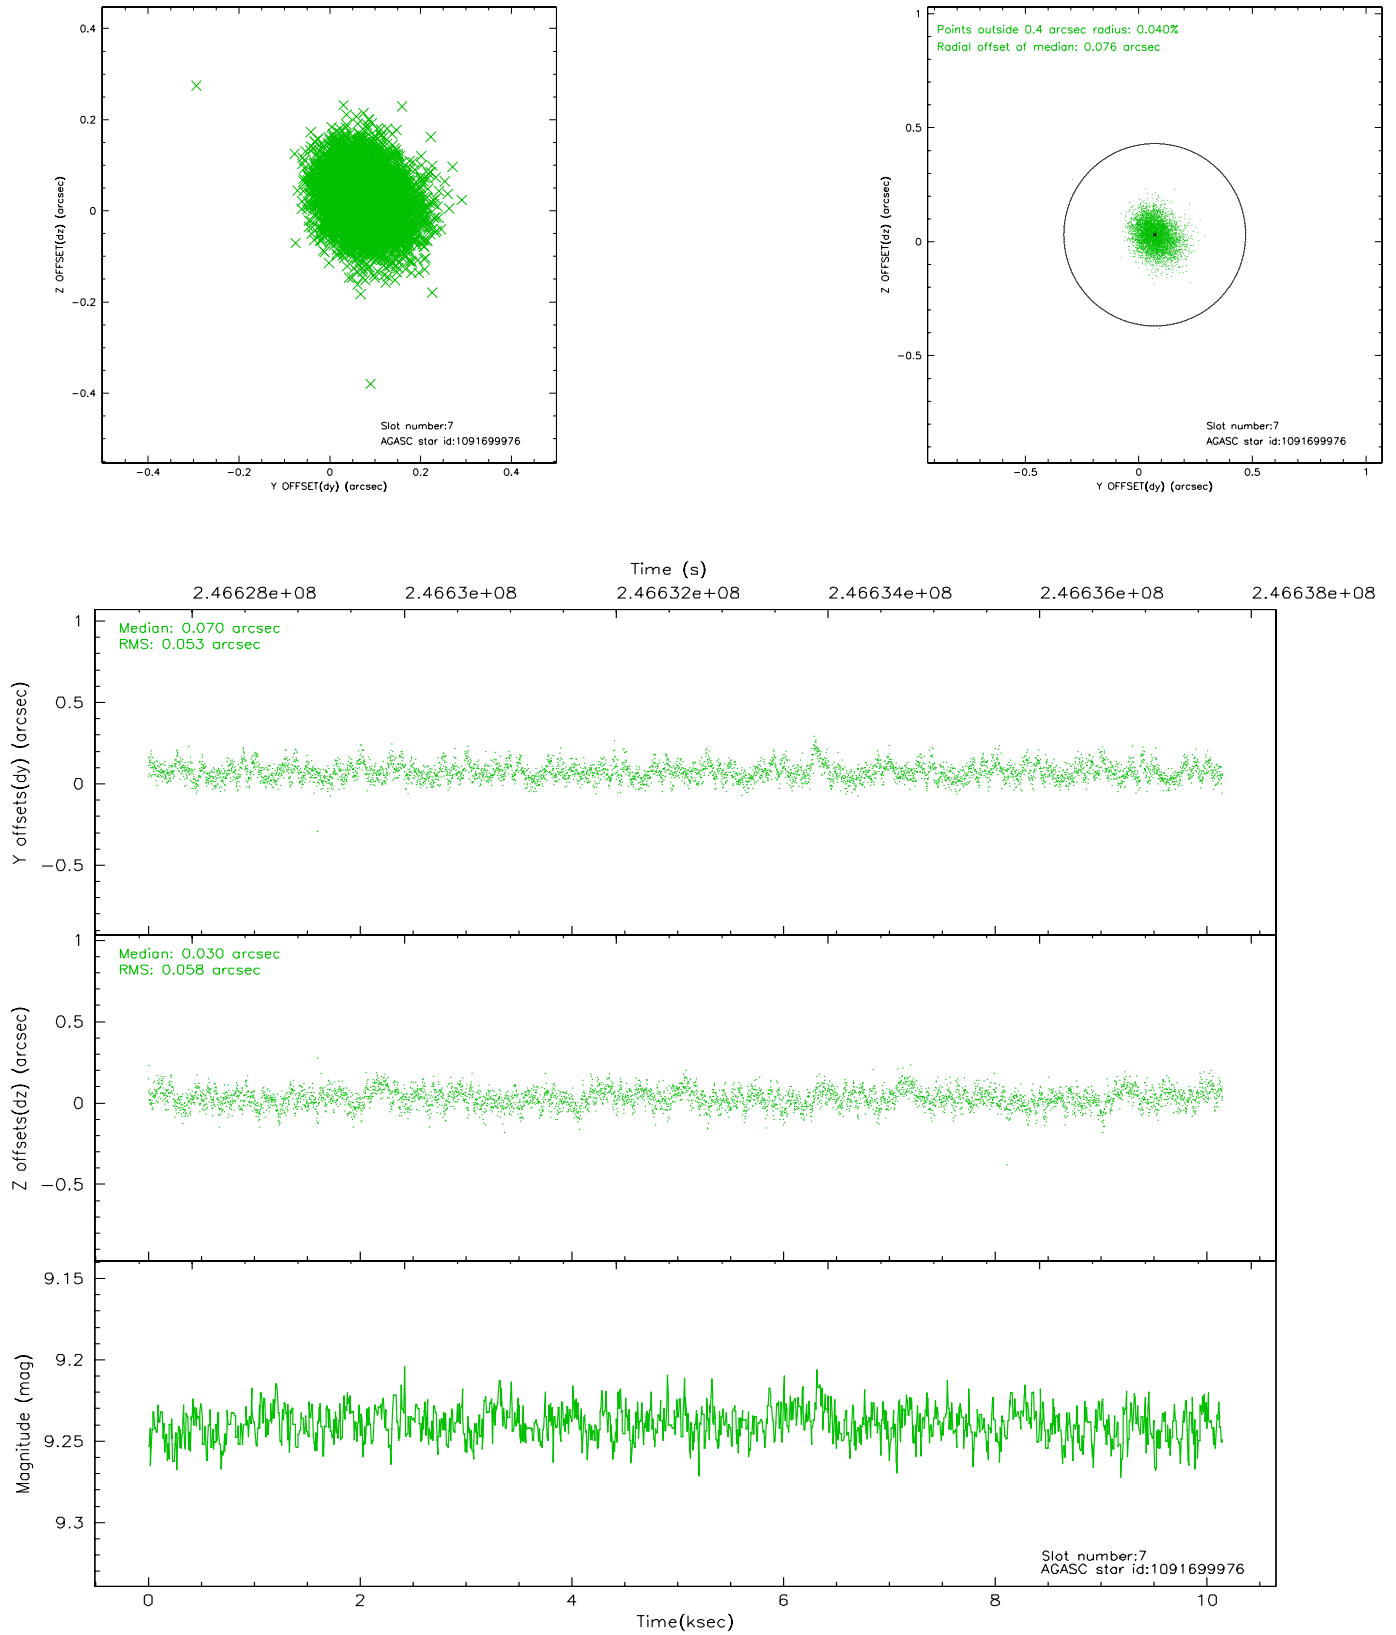 0.4
0.2
0
−0.2
−0.4
Z OFFSET(dz) (arcsec)
−0.4 −0.2 0 0.2 0.4
Y OFFSET(dy) (arcsec)
Slot number:7
AGASC star id:1091699976
Points outside 0.4 arcsec radius: 0.040%
Radial offset of median: 0.076 arcsec
1
0.5
0
−0.5
Z OFFSET(dz) (arcsec)
−0.5 0 0.5 1
Y OFFSET(dy) (arcsec)
Slot number:7
AGASC star id:1091699976
Time (s)
2.46628e+08 2.4663e+08 2.46632e+08 2.46634e+08 2.46636e+08 2.46638e+08
Median: 0.070 arcsec
RMS: 0.053 arcsec
1
0.5
0
−0.5
Y offsets(dy) (arcsec)
Median: 0.030 arcsec
RMS: 0.058 arcsec
1
0.5
0
−0.5
Z offsets(dz) (arcsec)
9.15
9.2
9.25
9.3
Magnitude (mag)
Slot number:7
AGASC star id:1091699976
0 2 4 6 8 10
Time(ksec)